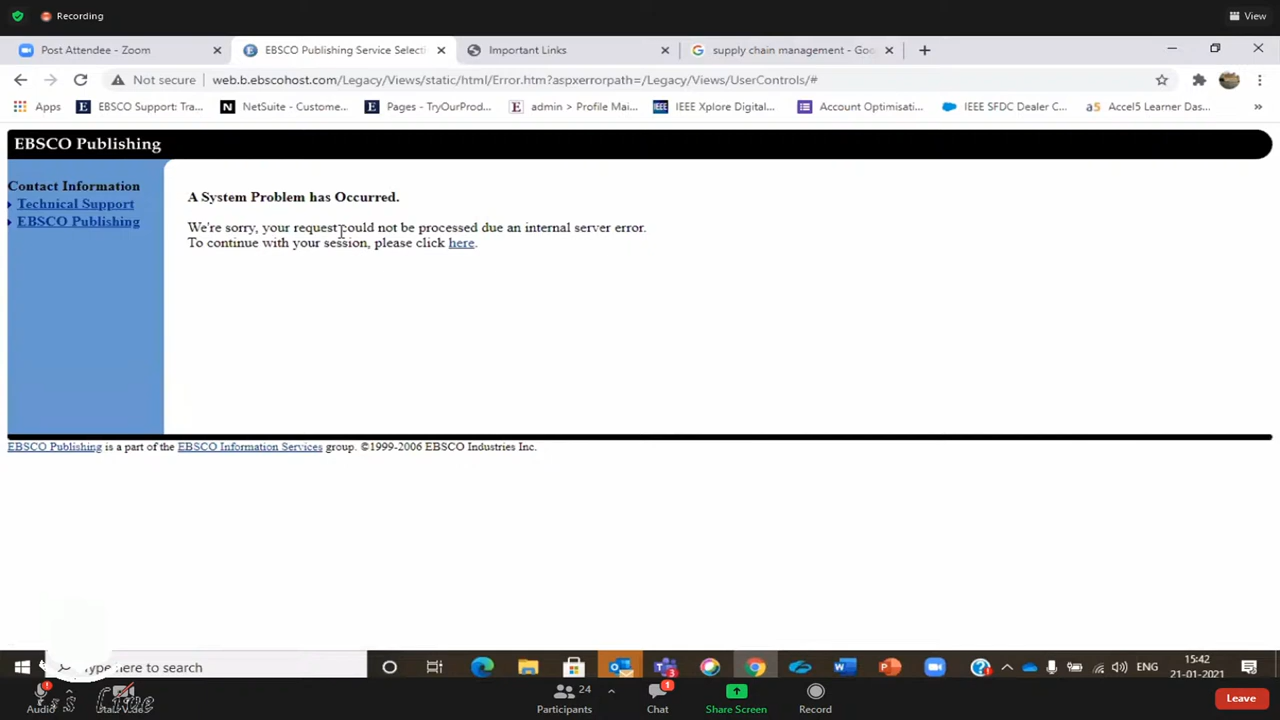 Recording
View
Post Attendee - Zoom
EBSCO Publishing Service Selecti
Important Links
supply chain management - Goo
Not secure
web.b.ebscohost.com/Legacy/Views/static/html/Error.htm?aspxerrorpath=/Legacy/Views/UserControls/#
Apps
EBSCO Support: Tra...
NetSuite - Custome...
Pages - TryOurProd...
admin > Profile Mai...
IEEE Xplore Digital...
Account Optimisati...
IEEE SFDC Dealer C...
Accel5 Learner Das...
EBSCO Publishing
Contact Information
Technical Support
EBSCO Publishing
A System Problem has Occurred.
We're sorry, your request could not be processed due an internal server error.
To continue with your session, please click here.
EBSCO Publishing is a part of the EBSCO Information Services group. ©1999-2006 EBSCO Industries Inc.
Type here to search
ENG
15:42
21-01-2021
Audio
24
Participants
1
Chat
Share Screen
Record
Leave